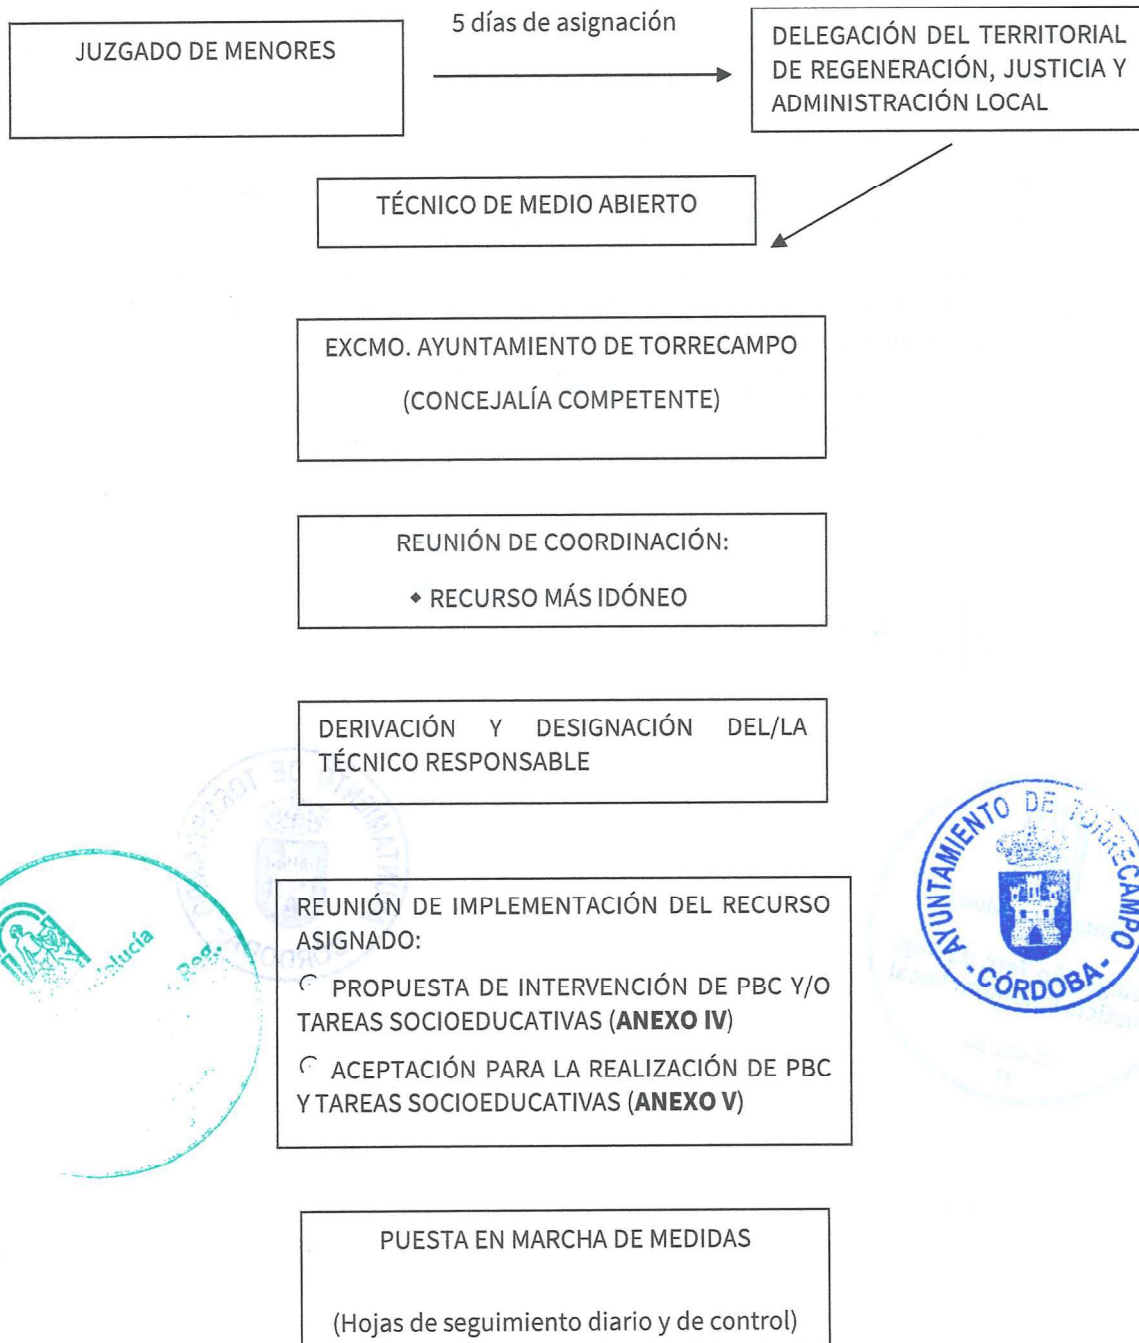 5 días de asignación
JUZGADO DE MENORES
DELEGACIÓN DEL TERRITORIAL
DE REGENERACIÓN, JUSTICIA Y
ADMINISTRACIÓN LOCAL
TÉCNICO DE MEDIO ABIERTO
EXCMO. AYUNTAMIENTO DE TORRECAMPO
(CONCEJALÍA COMPETENTE)
REUNIÓN DE COORDINACIÓN:
◆ RECURSO MÁS IDÓNEO
DERIVACIÓN Y DESIGNACIÓN DEL/LA
TÉCNICO RESPONSABLE
REUNIÓN DE IMPLEMENTACIÓN DEL RECURSO
ASIGNADO:
PROPUESTA DE INTERVENCIÓN DE PBC Y/O
TAREAS SOCIOEDUCATIVAS (ANEXO IV)
ACEPTACIÓN PARA LA REALIZACIÓN DE PBC
Y TAREAS SOCIOEDUCATIVAS (ANEXO V)
AYUNTAMIENTO DE TORRECAMPO
- CÓRDOBA -
Reg.
PUESTA EN MARCHA DE MEDIDAS
(Hojas de seguimiento diario y de control)